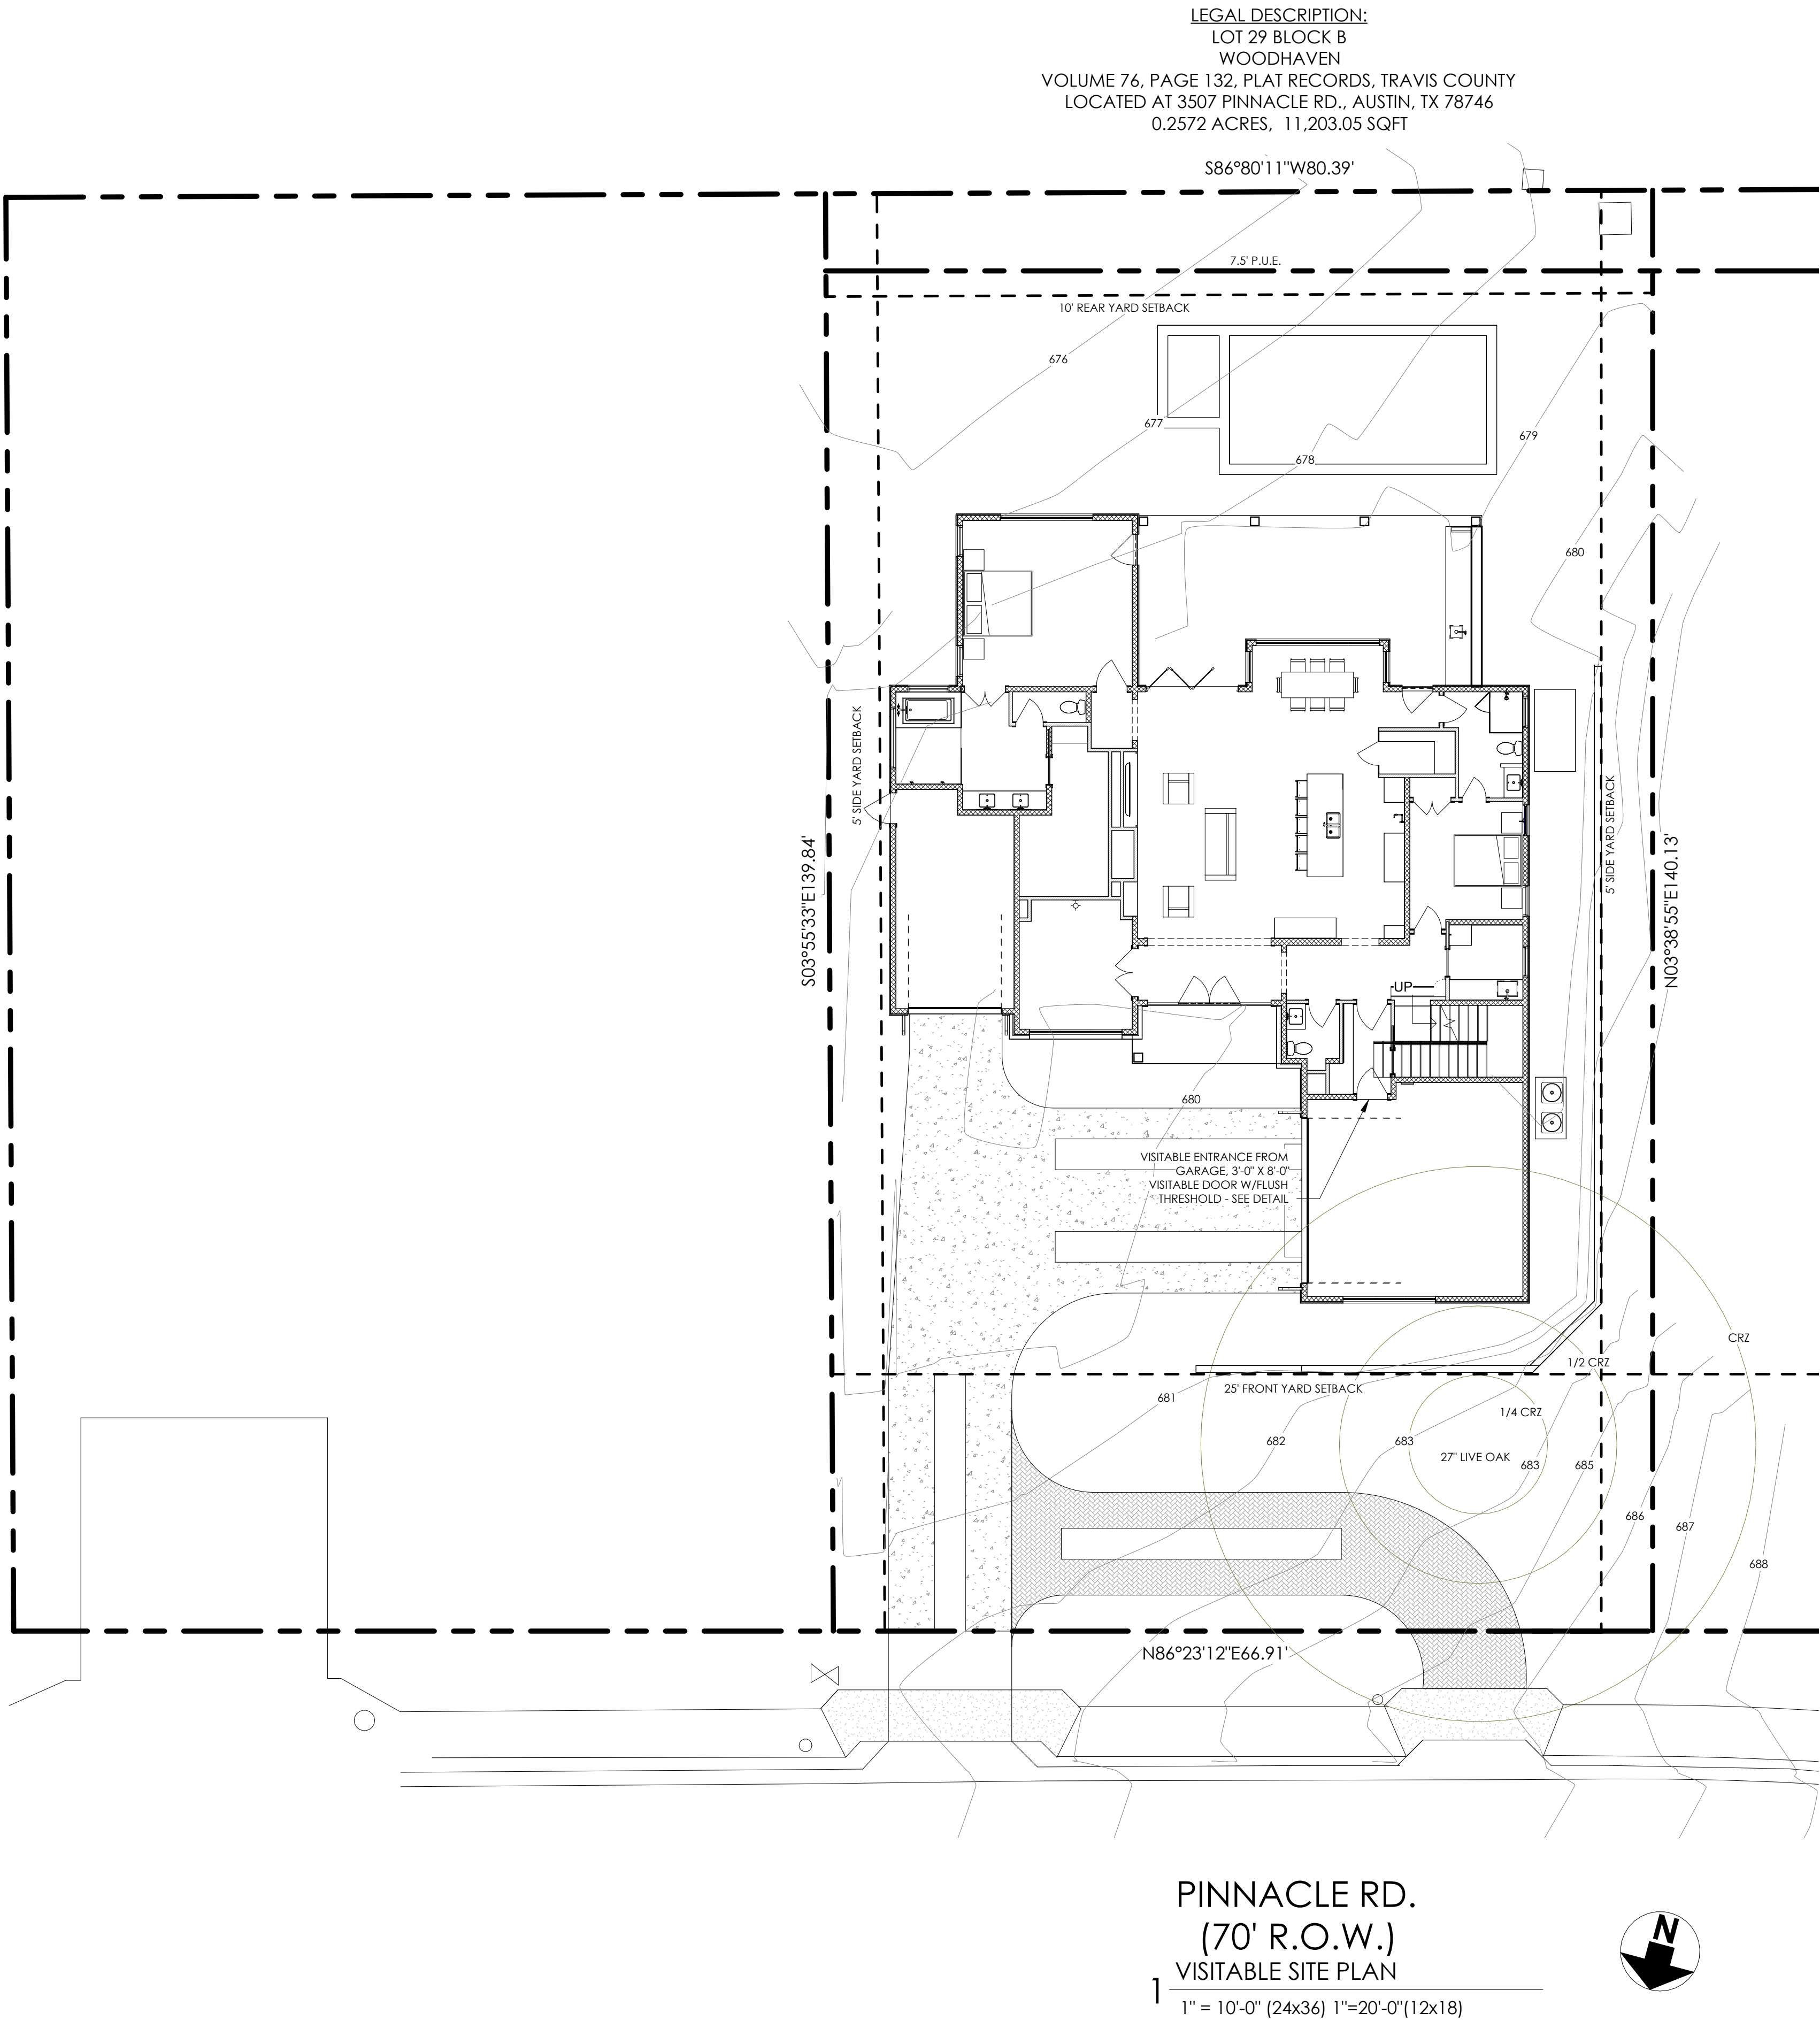 LEGAL DESCRIPTION:
LOT 29 BLOCK B
WOODHAVEN
VOLUME 76, PAGE 132, PLAT RECORDS, TRAVIS COUNTY
LOCATED AT 3507 PINNACLE RD., AUSTIN, TX 78746
0.2572 ACRES, 11,203.05 SQFT
S86°80'11"W80.39'
7.5' P.U.E.
10' REAR YARD SETBACK
676
677
678
679
680
5' SIDE YARD SETBACK
S03°55'33"E139.84'
5' SIDE YARD SETBACK
N03°38'55"E140.13'
UP
680
VISITABLE ENTRANCE FROM
GARAGE, 3'-0" X 8'-0"
VISITABLE DOOR W/FLUSH
THRESHOLD - SEE DETAIL
CRZ
1/2 CRZ
25' FRONT YARD SETBACK
681
1/4 CRZ
682
683
27" LIVE OAK
683
685
686
687
688
N86°23'12"E66.91'
PINNACLE RD.
(70' R.O.W.)
1
VISITABLE SITE PLAN
1" = 10'-0" (24x36) 1"=20'-0"(12x18)
N